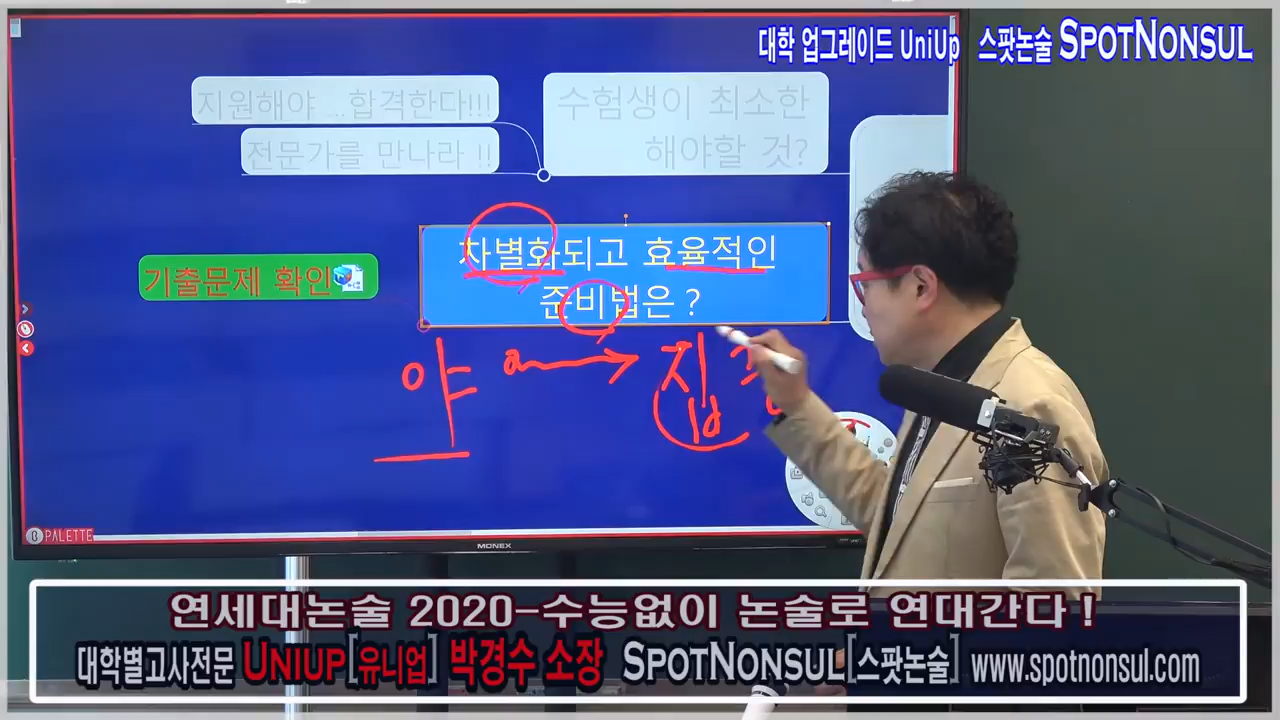 대학 업그레이드 UniUp 스팟논술 SPOTNONSUL
지원해야 ...합격한다!!!
전문가를 만나라 !!
수험생이 최소한
해야할 것?
기출문제 확인
차별화되고 효율적인
준비법은 ?
약
집중
PALETTE
MONEX
연세대논술 2020-수능없이 논술로 연대간다 !
대학별고사전문 UNIUP[유니업] 박경수 소장 SPOTNONSUL[스팟논술] www.spotnonsul.com